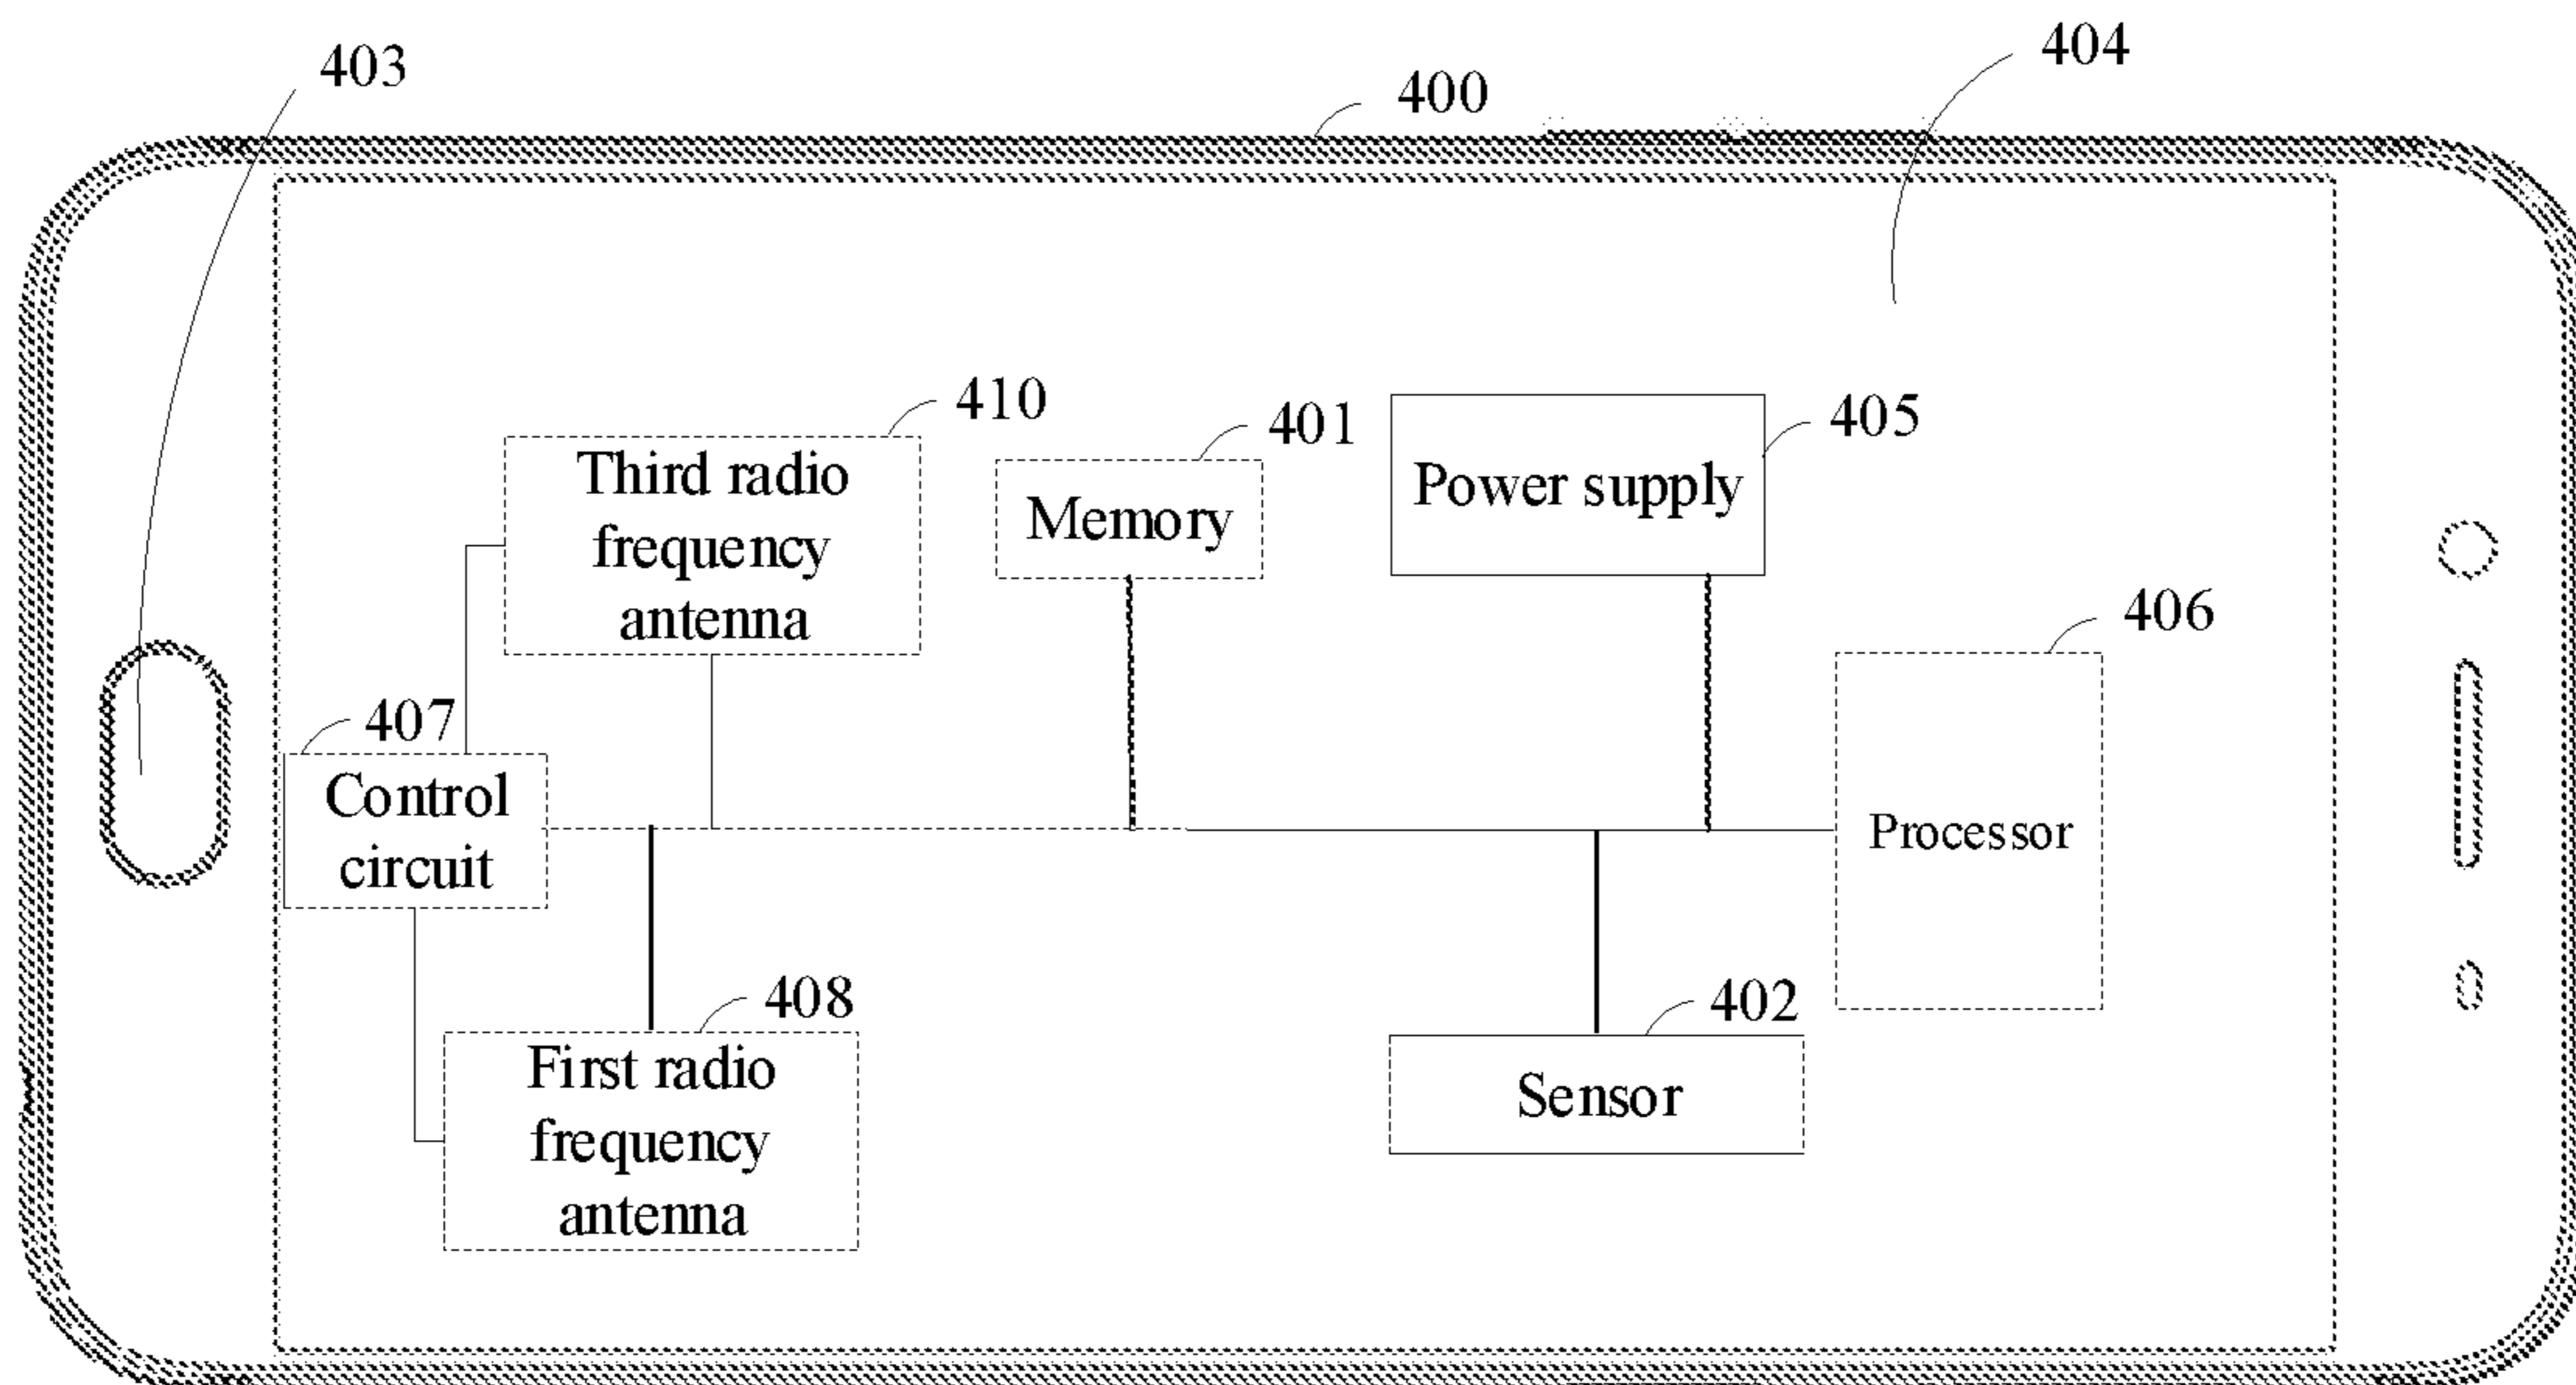 403
400
404
410
Third radio
frequency
antenna
401
Memory
405
Power supply
406
Processor
407
Control
circuit
408
First radio
frequency
antenna
402
Sensor